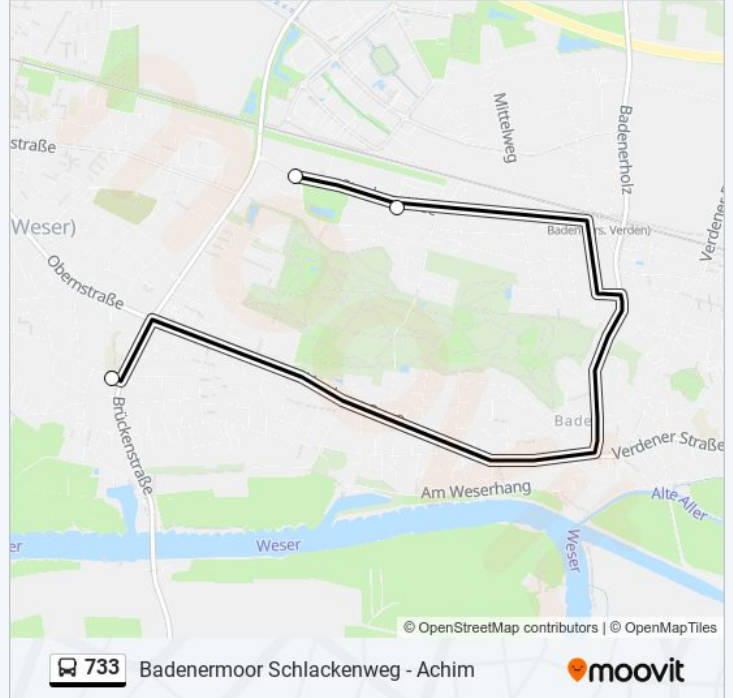 Mittelweg
Badenerholz
straße
Verdener
Weser)
Baden
rs. Verden)
Obernstraße
Brückenstraße
Bade
Verdener Straße
Am Weserhang
Alte Aller
er
Weser
Weser
© OpenStreetMap contributors | © OpenMapTiles
733 Badenermoor Schlackenweg - Achim
moovit